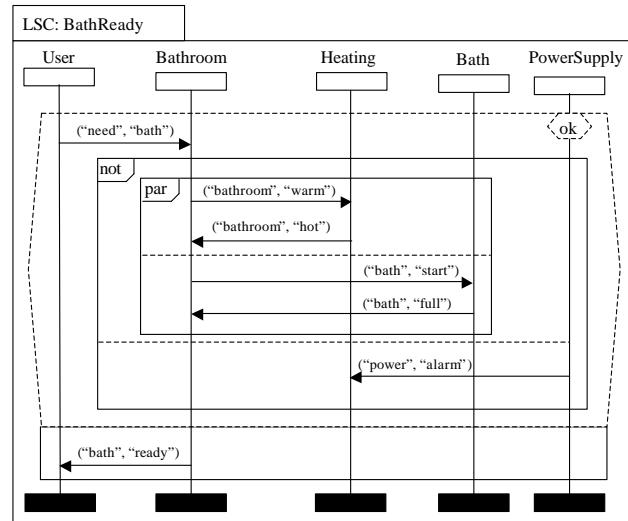 LSC: BathReady
User Bathroom Heating Bath PowerSupply
ok
(“need”, “bath”)
not
par
(“bathroom”, “warm”)
(“bathroom”, “hot”)
(“bath”, “start”)
(“bath”, “full”)
(“power”, “alarm”)
(“bath”, “ready”)